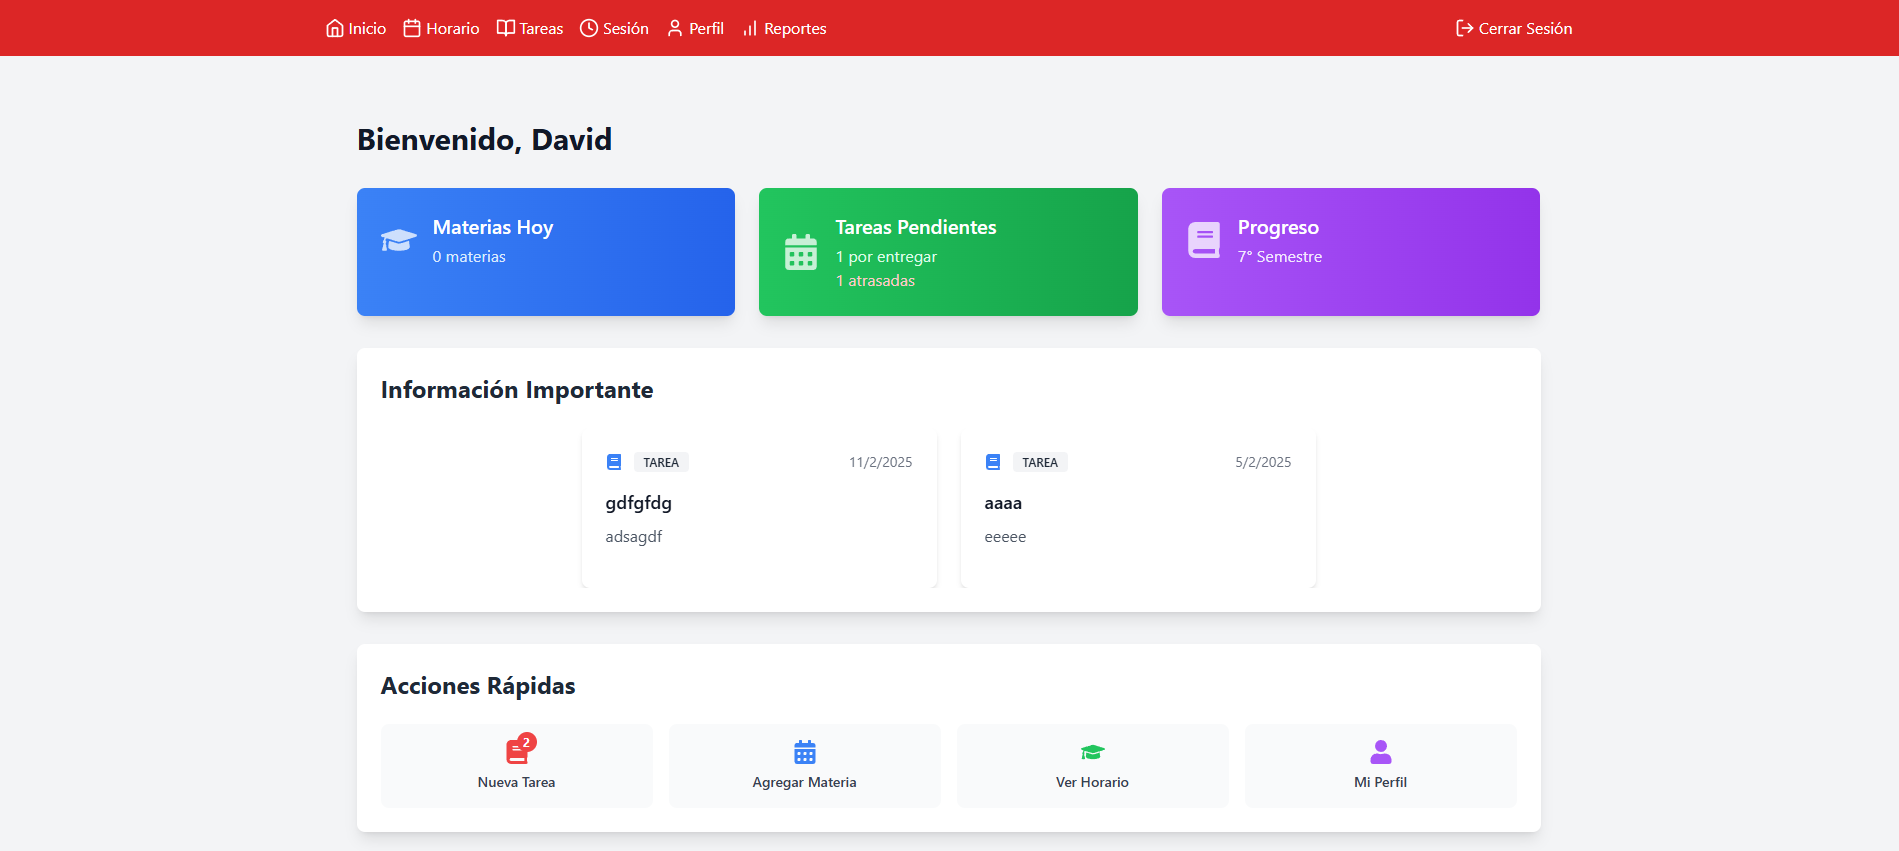 Inicio Horario Tareas Sesión Perfil Reportes Cerrar Sesión
Bienvenido, David
Materias Hoy
0 materias
Tareas Pendientes
1 por entregar
1 atrasadas
Progreso
7° Semestre
Información Importante
TAREA 11/2/2025
gdfgfdg
adsagdf
TAREA 5/2/2025
aaaa
eeeee
Acciones Rápidas
2
Nueva Tarea
Agregar Materia
Ver Horario
Mi Perfil